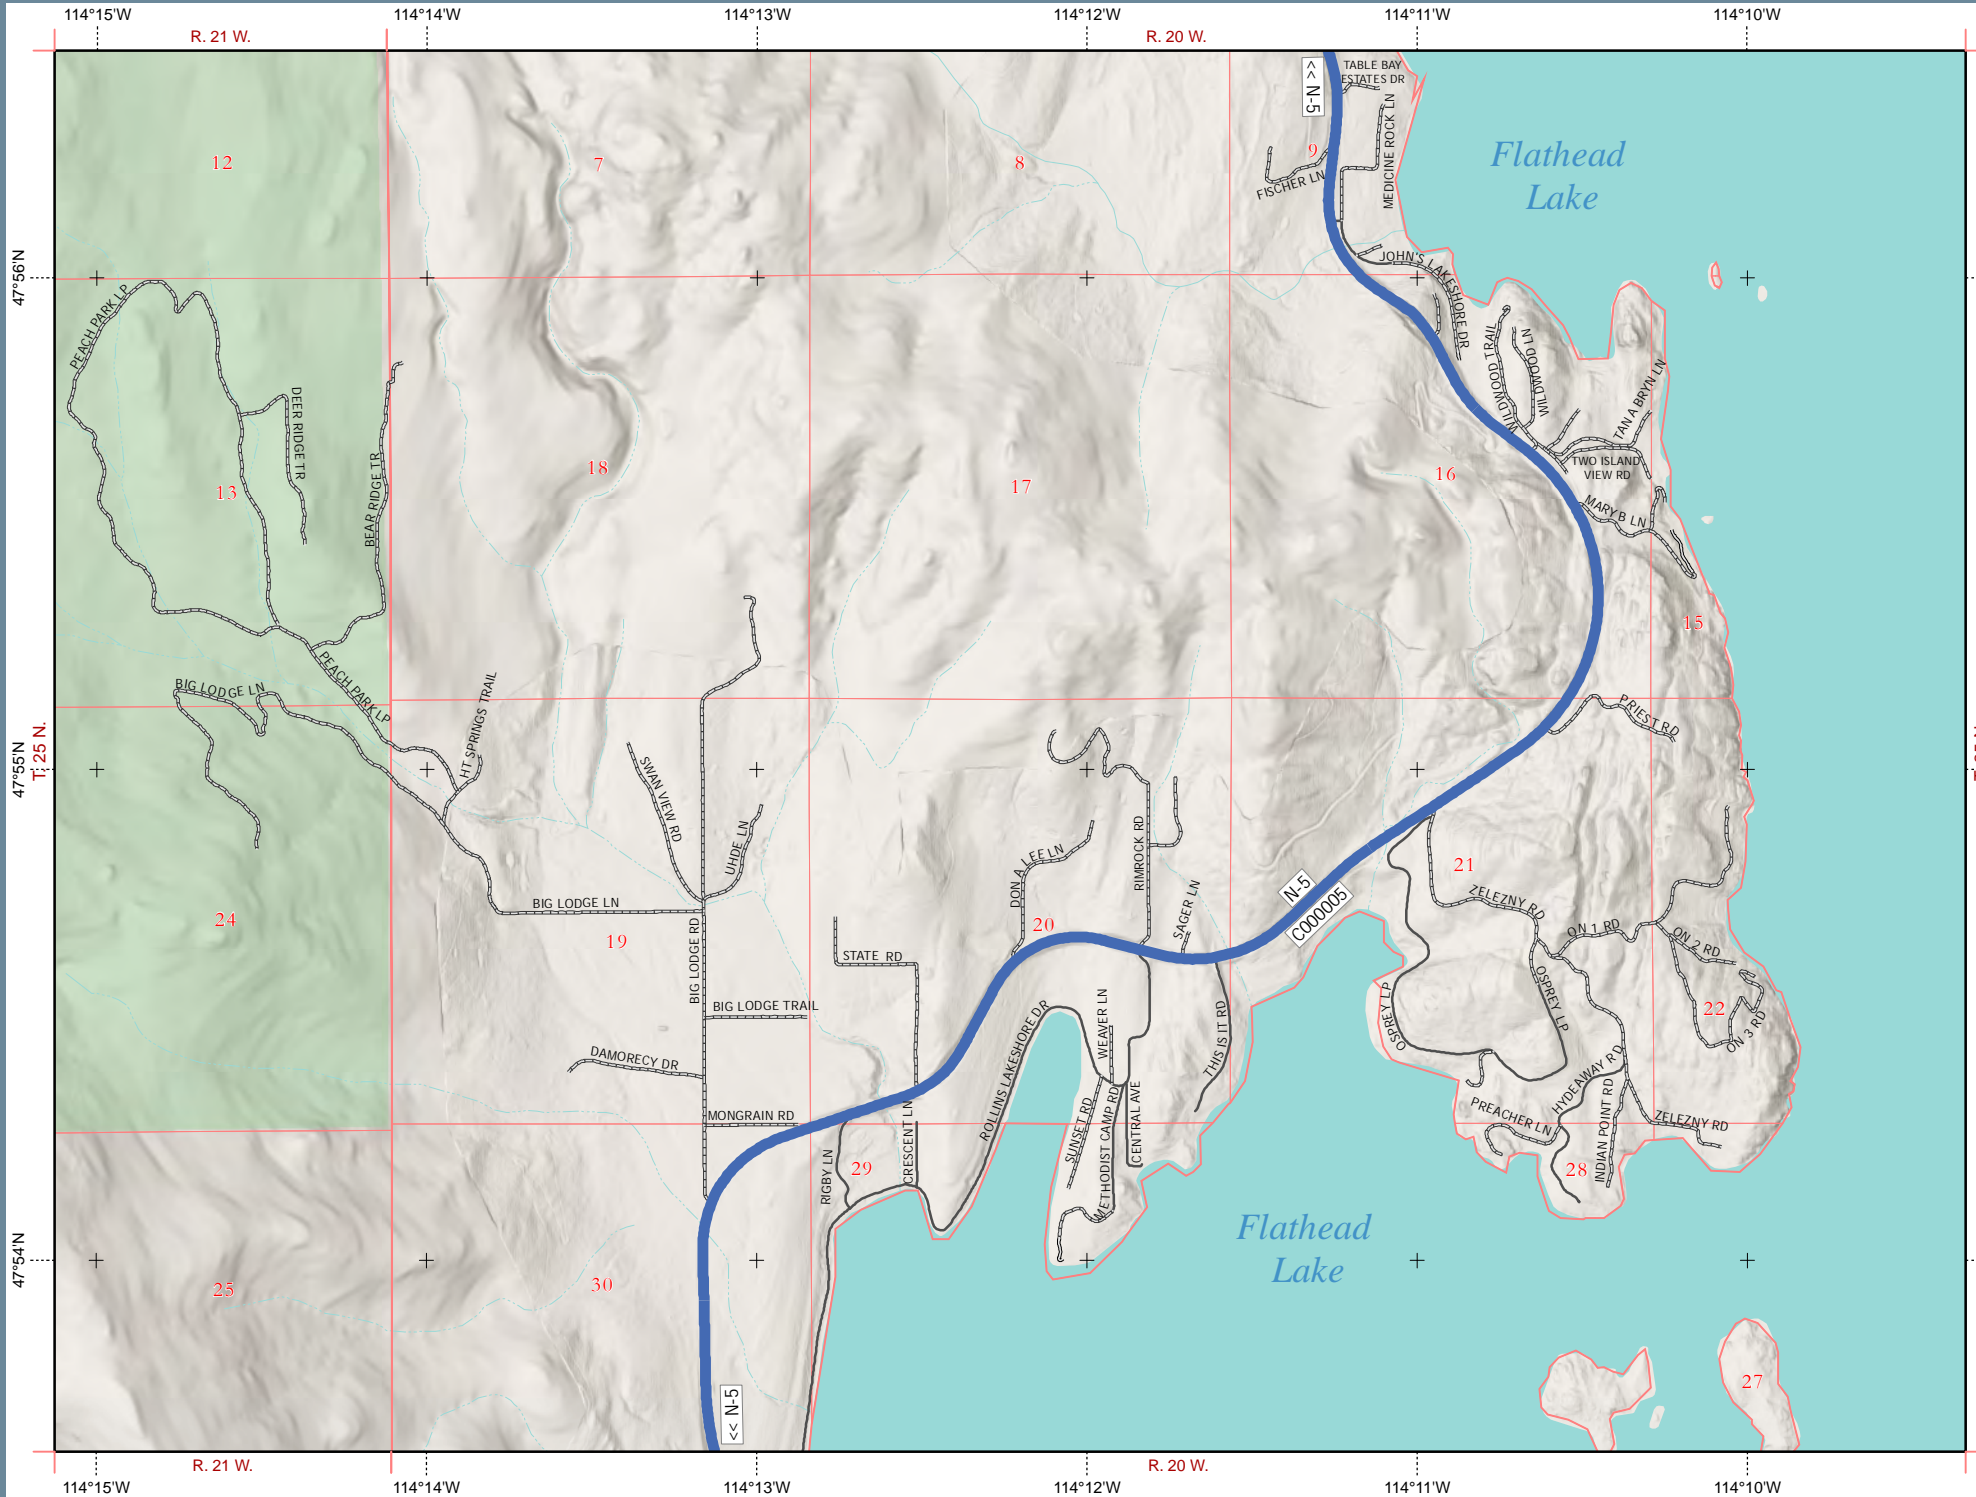 114°15'W
114°14'W
114°13'W
114°12'W
114°11'W
114°10'W
R. 21 W.
R. 20 W.
<< N-5
TABLE BAY
ESTATES DR
MEDICINE ROCK LN
Flathead
Lake
12
7
8
9
FISCHER LN
47°56'N
JOHN'S LAKESHORE DR
PEACH PARK LP
WILDWOOD TRAIL
WILDWOOD LN
TAN A BRYN LN
DEER RIDGE TR
BEAR RIDGE TR
TWO ISLAND
VIEW RD
13
18
17
16
MARY B LN
15
PEACH PARK LP
BIG LODGE LN
HT SPRINGS TRAIL
PRIEST RD
T. 25 N.
47°55'N
SWAN VIEW RD
UHDE LN
DON A LEE LN
RIMROCK RD
SAGER LN
N-5
C000005
21
ZELEZNY RD
BIG LODGE LN
24
19
20
ON 1 RD
ON 2 RD
BIG LODGE RD
STATE RD
OSPREY LP
OSPREY LP
22
ON 3 RD
BIG LODGE TRAIL
ROLLINS LAKESHORE DR
WEAVER LN
THIS IS IT RD
DAMORECY DR
HYDEAWAY RD
MONGRAIN RD
CRESCENT LN
SUNSET RD
METHODIST CAMP RD
CENTRAL AVE
PREACHER LN
INDIAN POINT RD
ZELEZNY RD
RIGBY LN
29
28
Flathead
Lake
47°54'N
25
30
27
<< N-5
R. 21 W.
R. 20 W.
114°15'W
114°14'W
114°13'W
114°12'W
114°11'W
114°10'W